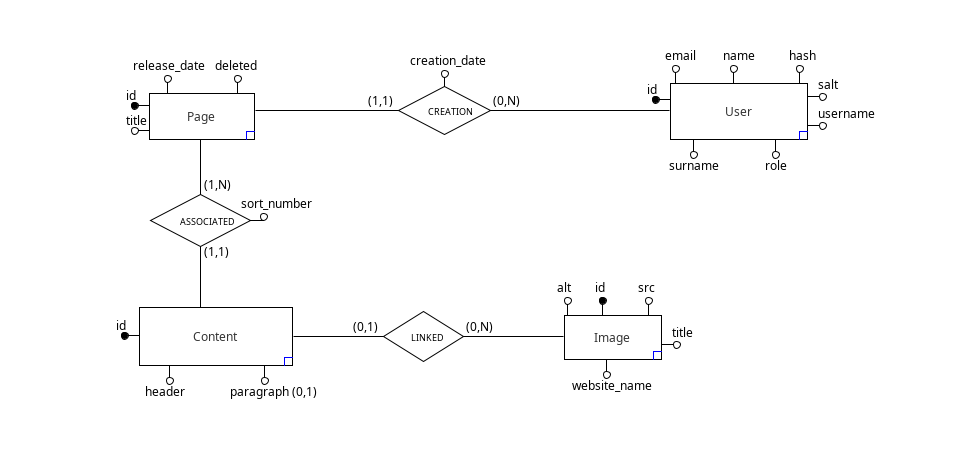 release_date
deleted
id
title
Page
(1,1)
creation_date
CREATION
(0,N)
email
name
hash
id
salt
User
username
surname
role
(1,N)
sort_number
ASSOCIATED
(1,1)
id
Content
header
paragraph (0,1)
(0,1)
LINKED
(0,N)
alt
id
src
Image
title
website_name